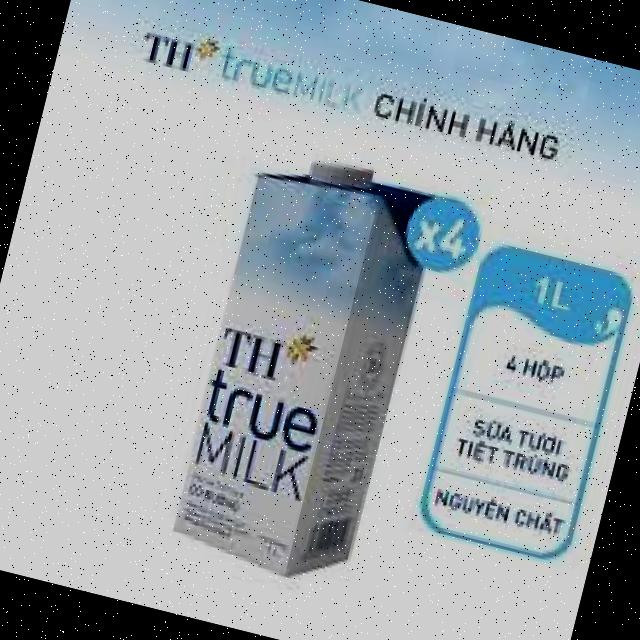 TH true MILK CHÍNH HÃNG
x4
1L
4 HỘP
SỮA TƯƠI
TIỆT TRÙNG
NGUYÊN CHẤT
TH
true
MILK